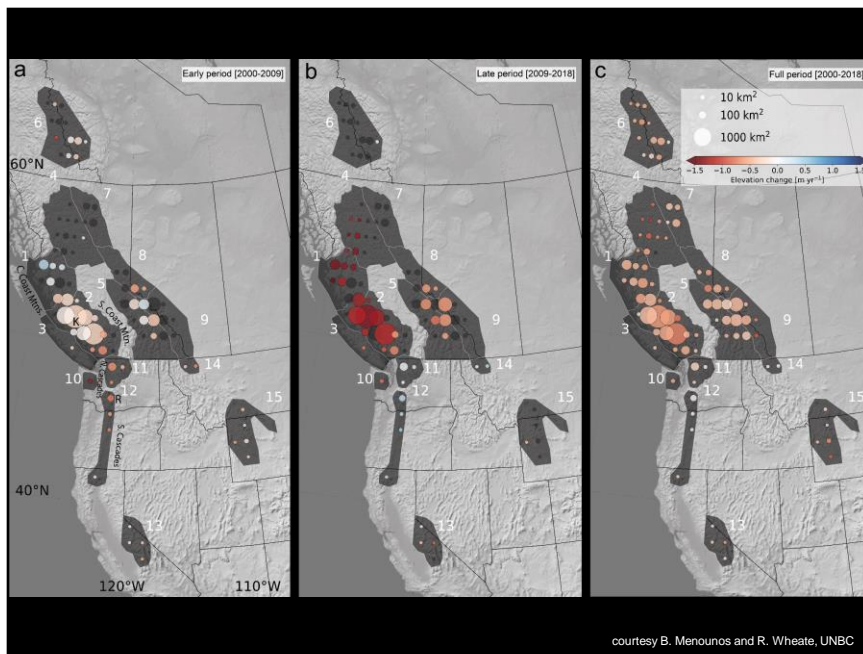 a
Early period [2000-2009]
6
60°N
4
7
1
8
C. Coast Mtns.
5
2
S. Coast Mtn.
K
3
9
10
N. Cascades
11
14
12
R
15
S. Cascades
40°N
13
120°W
110°W
b
Late period [2009-2018]
6
4
7
1
8
5
2
3
9
10
11
14
12
15
13
c
Full period [2000-2018]
10 km²
100 km²
1000 km²
−1.5 −1.0 −0.5 0.0 0.5 1.0 1.5
Elevation change [m yr⁻¹]
6
4
7
1
8
5
2
3
9
10
11
14
12
15
13
courtesy B. Menounos and R. Wheate, UNBC